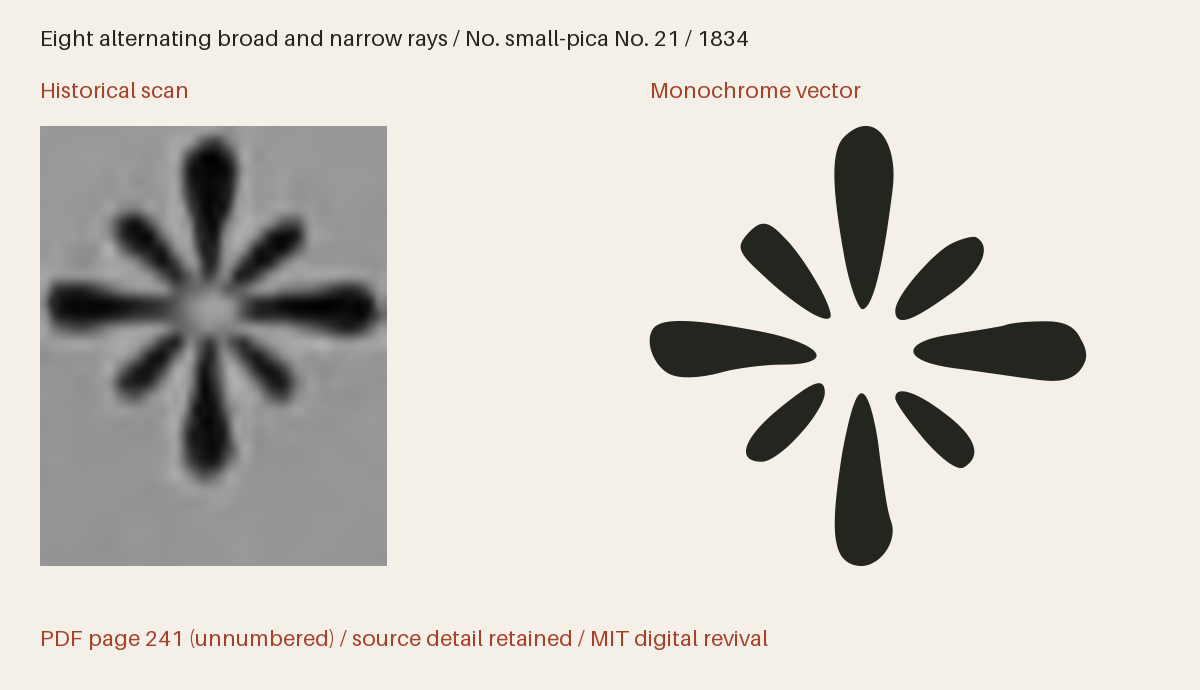 Eight alternating broad and narrow rays / No. small-pica No. 21 / 1834
Historical scan
Monochrome vector
PDF page 241 (unnumbered) / source detail retained / MIT digital revival